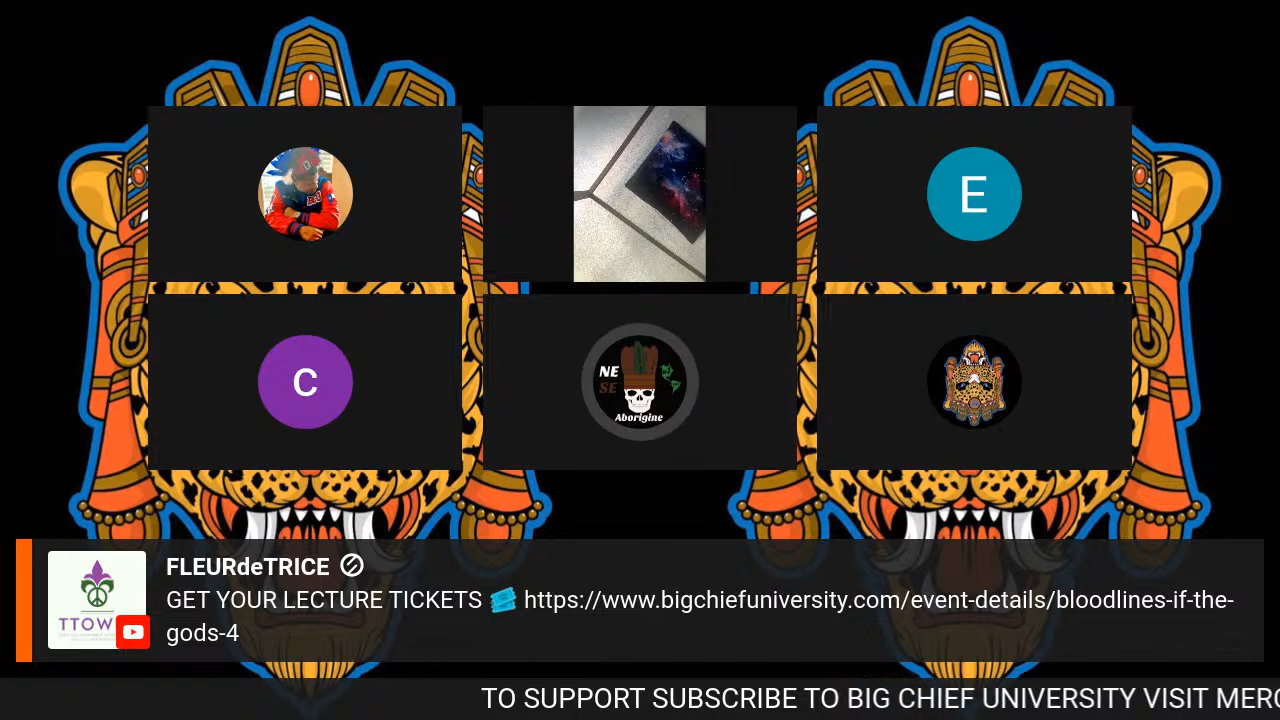 E
C
NE
SE
Aborigine
TTOW
FLEURdeTRICE
GET YOUR LECTURE TICKETS https://www.bigchiefuniversity.com/event-details/bloodlines-if-the-
gods-4
TO SUPPORT SUBSCRIBE TO BIG CHIEF UNIVERSITY VISIT MERC